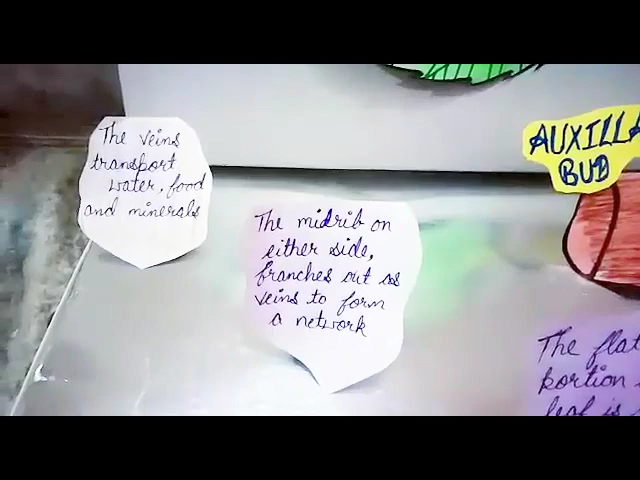 The veins
transport
water, food
and minerals
The midrib on
either side,
branches out as
veins to form
a network
AUXILLA
BUD
The flat
portion
leaf is